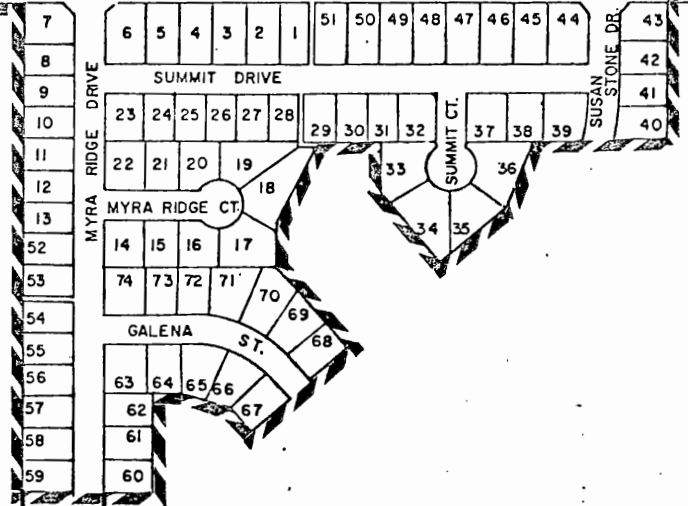 7 6 5 4 3 2 1 51 50 49 48 47 46 45 44 43
8 42
SUMMIT DRIVE
SUSAN STONE DR.
9 41
MYRA RIDGE DRIVE
10 23 24 25 26 27 28 29 30 31 32 37 38 39 40
SUMMIT CT.
11 22 21 20 19 33 36
12 18
MYRA RIDGE CT.
13
52 14 15 16 17 34 35
53 74 73 72 71 70
54 69
GALENA ST.
55 68
56 63 64 65 66
57 62 67
58 61
59 60